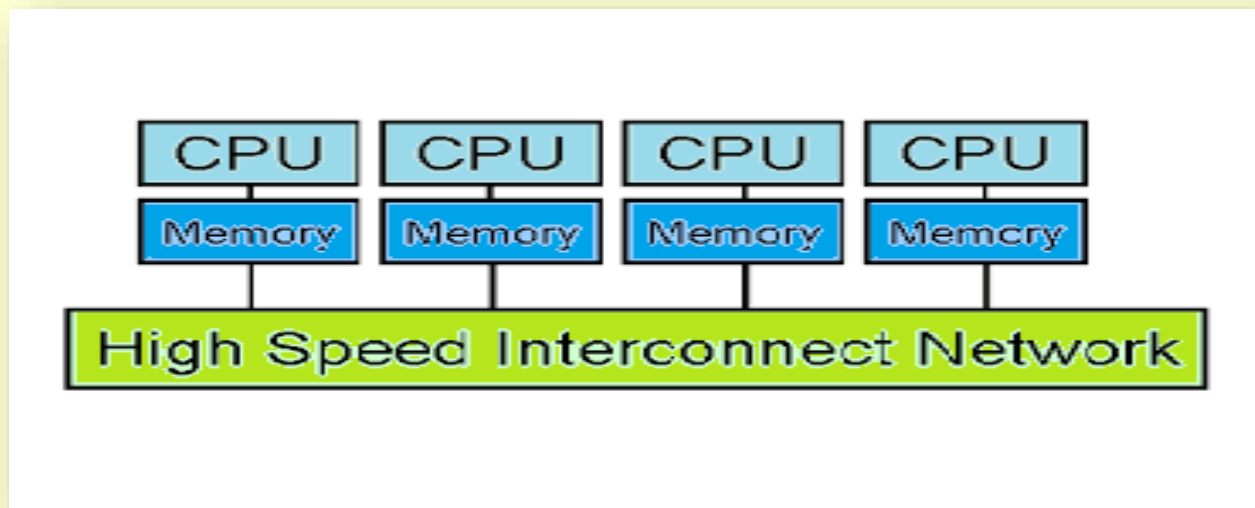 CPU CPU CPU CPU
Memory Memory Memory Memcry
High Speed Interconnect Network